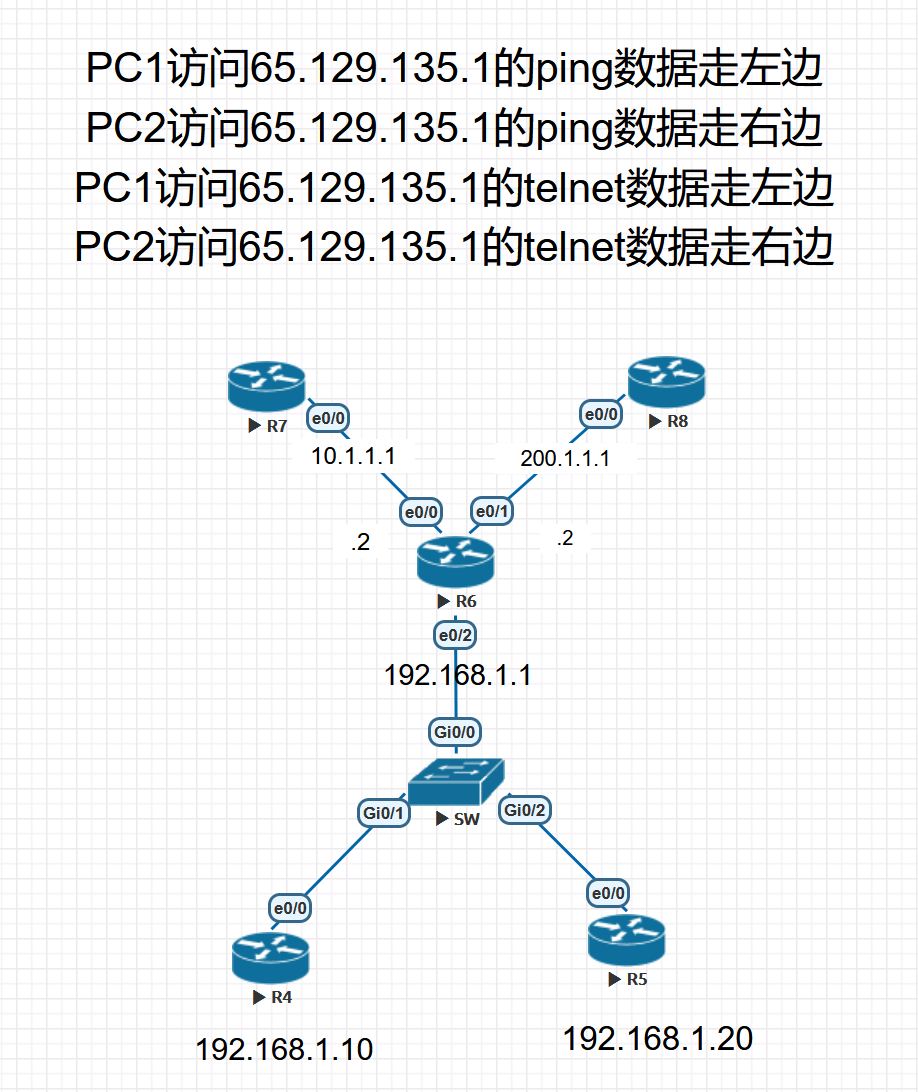 PC1访问65.129.135.1的ping数据走左边
PC2访问65.129.135.1的ping数据走右边
PC1访问65.129.135.1的telnet数据走左边
PC2访问65.129.135.1的telnet数据走右边
R7
e0/0
e0/0
R8
10.1.1.1
200.1.1.1
e0/0
e0/1
.2
.2
R6
e0/2
192.168.1.1
Gi0/0
Gi0/1
SW
Gi0/2
e0/0
e0/0
R4
R5
192.168.1.10
192.168.1.20